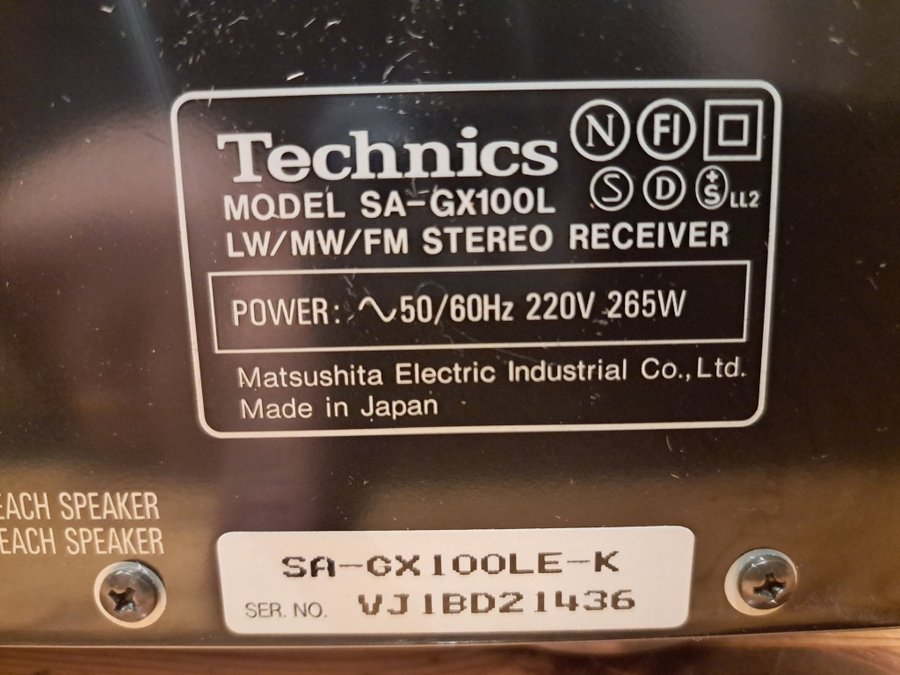 Technics N FI
MODEL SA-GX100L S D +S LL2
LW/MW/FM STEREO RECEIVER
POWER: ∿50/60Hz 220V 265W
Matsushita Electric Industrial Co., Ltd.
Made in Japan
EACH SPEAKER
EACH SPEAKER
SA-GX100LE-K
SER. NO. VJ1BD21436